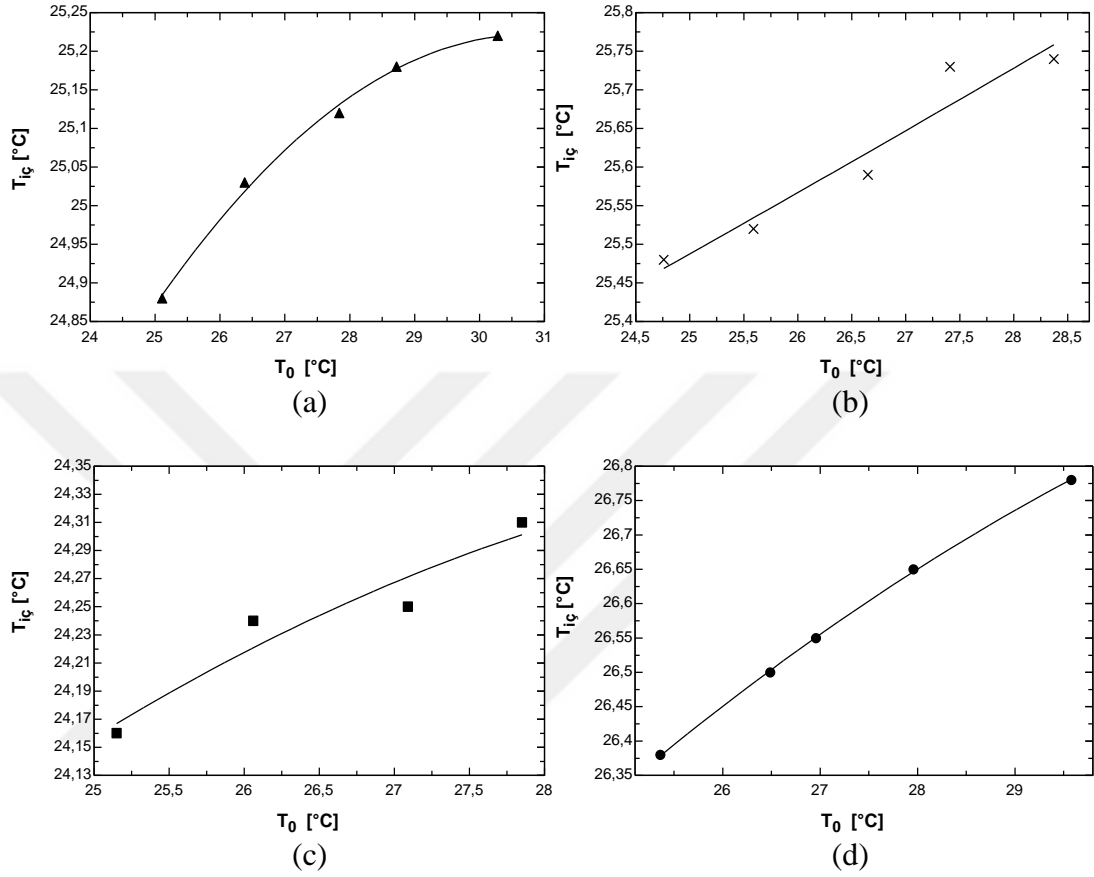 25,25
25,2
25,15
25,1
25,05
25
24,95
24,9
24,85
T_iç [°C]
24 25 26 27 28 29 30 31
T_0 [°C]
(a)
25,8
25,75
25,7
25,65
25,6
25,55
25,5
25,45
25,4
T_iç [°C]
24,5 25 25,5 26 26,5 27 27,5 28 28,5
T_0 [°C]
(b)
24,35
24,33
24,31
24,29
24,27
24,25
24,23
24,21
24,19
24,17
24,15
24,13
T_iç [°C]
25 25,5 26 26,5 27 27,5 28
T_0 [°C]
(c)
26,8
26,75
26,7
26,65
26,6
26,55
26,5
26,45
26,4
26,35
T_iç [°C]
26 27 28 29
T_0 [°C]
(d)